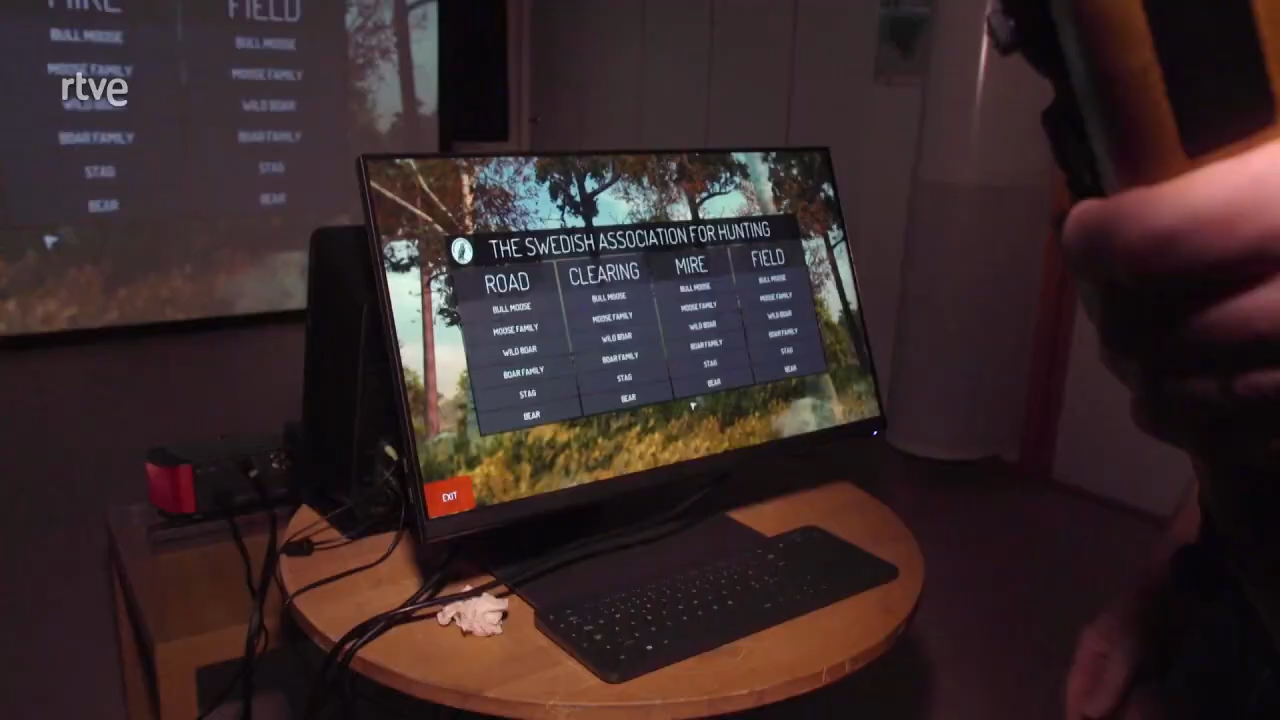 MIRE FIELD
BULL MOOSE BULL MOOSE
MOOSE FAMILY MOOSE FAMILY
WILD BOAR WILD BOAR
BOAR FAMILY BOAR FAMILY
STAG STAG
BEAR BEAR
rtve
THE SWEDISH ASSOCIATION FOR HUNTING
ROAD CLEARING MIRE FIELD
BULL MOOSE BULL MOOSE BULL MOOSE BULL MOOSE
MOOSE FAMILY MOOSE FAMILY MOOSE FAMILY MOOSE FAMILY
WILD BOAR WILD BOAR WILD BOAR WILD BOAR
BOAR FAMILY BOAR FAMILY BOAR FAMILY BOAR FAMILY
STAG STAG STAG STAG
BEAR BEAR BEAR BEAR
EXIT